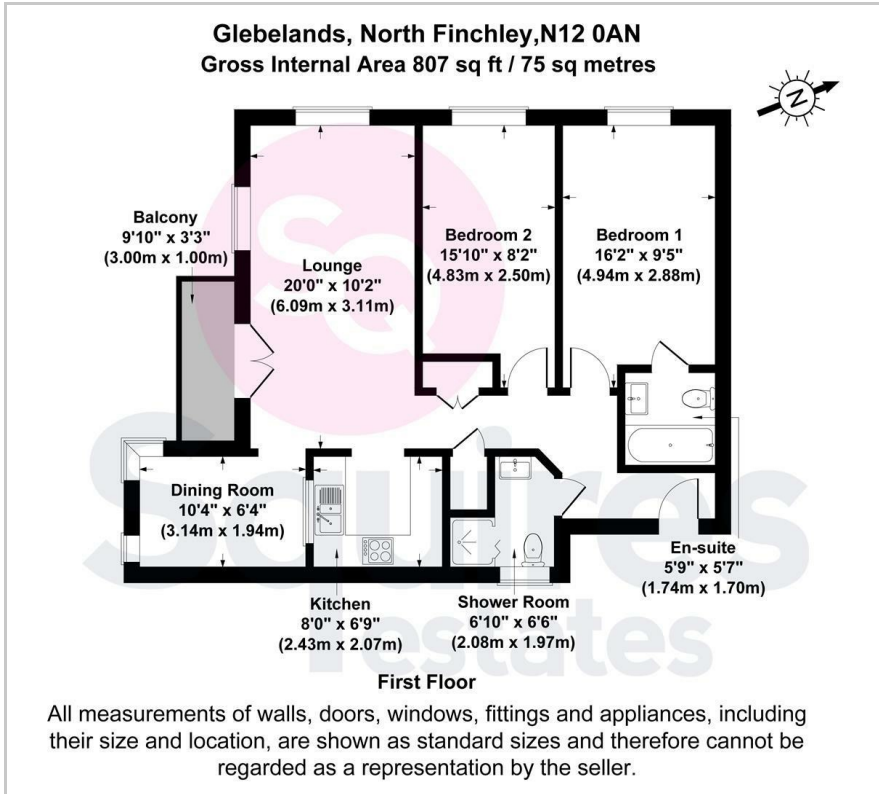 Glebelands, North Finchley,N12 0AN
Gross Internal Area 807 sq ft / 75 sq metres
N
Balcony
9'10" x 3'3"
(3.00m x 1.00m)
Lounge
20'0" x 10'2"
(6.09m x 3.11m)
Bedroom 2
15'10" x 8'2"
(4.83m x 2.50m)
Bedroom 1
16'2" x 9'5"
(4.94m x 2.88m)
SQ
Squires
estates
Dining Room
10'4" x 6'4"
(3.14m x 1.94m)
Kitchen
8'0" x 6'9"
(2.43m x 2.07m)
Shower Room
6'10" x 6'6"
(2.08m x 1.97m)
En-suite
5'9" x 5'7"
(1.74m x 1.70m)
First Floor
All measurements of walls, doors, windows, fittings and appliances, including
their size and location, are shown as standard sizes and therefore cannot be
regarded as a representation by the seller.